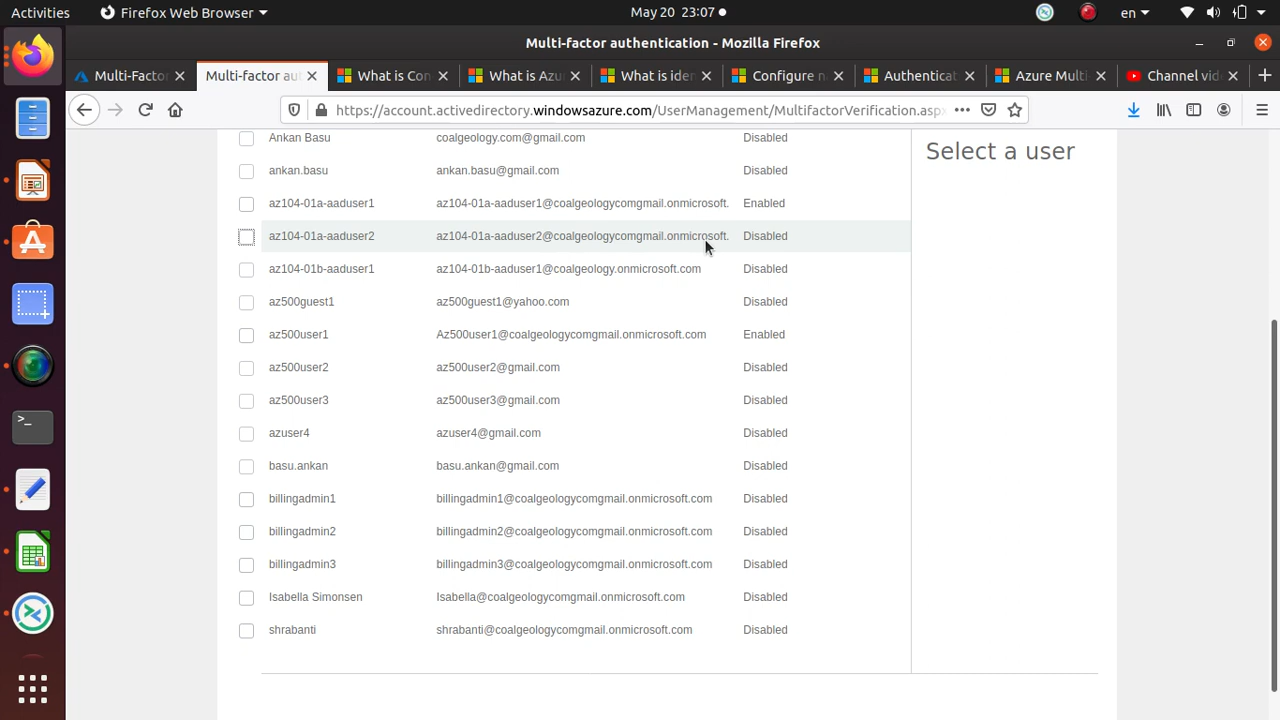 Activities Firefox Web Browser May 20 23:07 en
Multi-factor authentication - Mozilla Firefox
Multi-Factor Multi-factor aut What is Con What is Azu What is iden Configure n Authenticat Azure Multi Channel vid
https://account.activedirectory.windowsazure.com/UserManagement/MultifactorVerification.aspx
Ankan Basu coalgeology.com@gmail.com Disabled
Select a user
ankan.basu ankan.basu@gmail.com Disabled
az104-01a-aaduser1 az104-01a-aaduser1@coalgeologycomgmail.onmicrosoft. Enabled
az104-01a-aaduser2 az104-01a-aaduser2@coalgeologycomgmail.onmicrosoft. Disabled
az104-01b-aaduser1 az104-01b-aaduser1@coalgeology.onmicrosoft.com Disabled
az500guest1 az500guest1@yahoo.com Disabled
az500user1 Az500user1@coalgeologycomgmail.onmicrosoft.com Enabled
az500user2 az500user2@gmail.com Disabled
az500user3 az500user3@gmail.com Disabled
azuser4 azuser4@gmail.com Disabled
basu.ankan basu.ankan@gmail.com Disabled
billingadmin1 billingadmin1@coalgeologycomgmail.onmicrosoft.com Disabled
billingadmin2 billingadmin2@coalgeologycomgmail.onmicrosoft.com Disabled
billingadmin3 billingadmin3@coalgeologycomgmail.onmicrosoft.com Disabled
Isabella Simonsen Isabella@coalgeologycomgmail.onmicrosoft.com Disabled
shrabanti shrabanti@coalgeologycomgmail.onmicrosoft.com Disabled